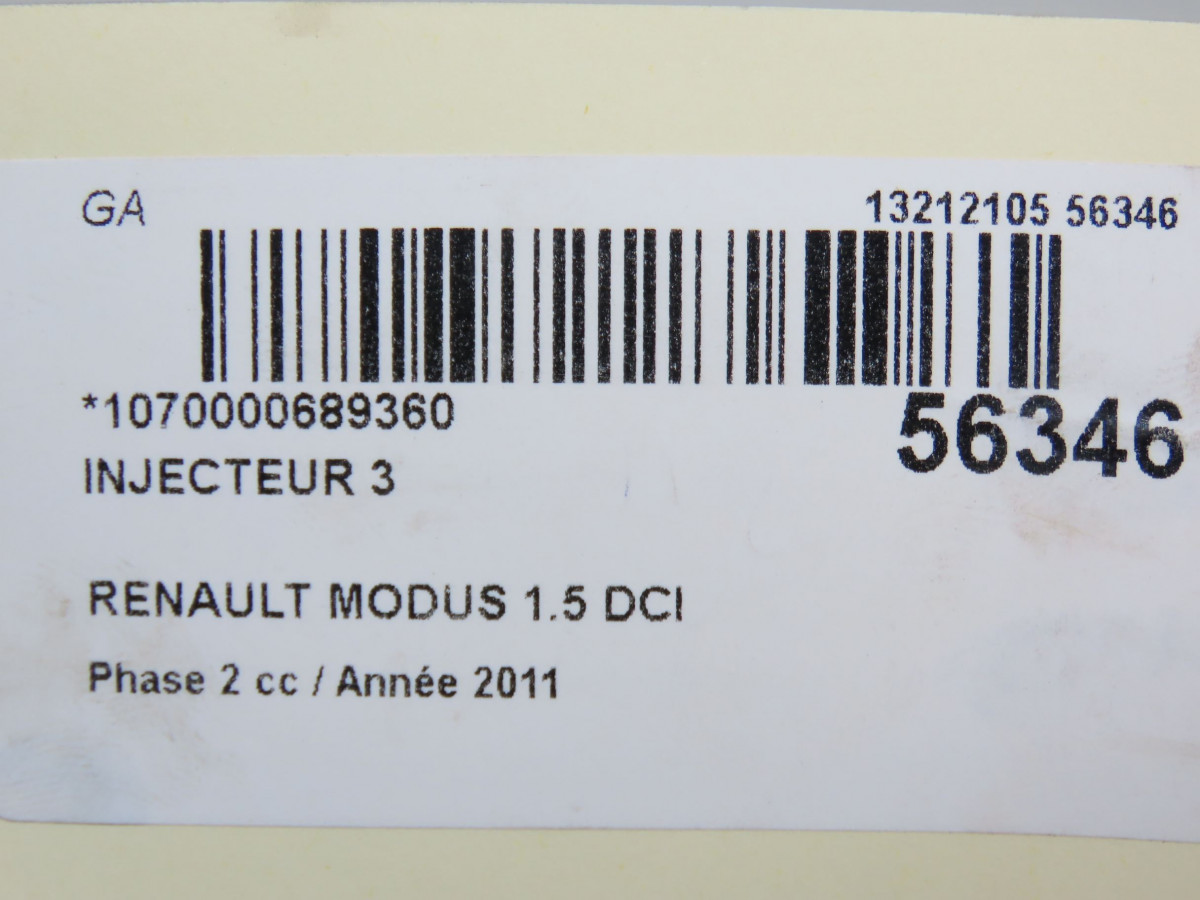 GA 13212105 56346
*1070000689360 56346
INJECTEUR 3
RENAULT MODUS 1.5 DCI
Phase 2 cc / Année 2011